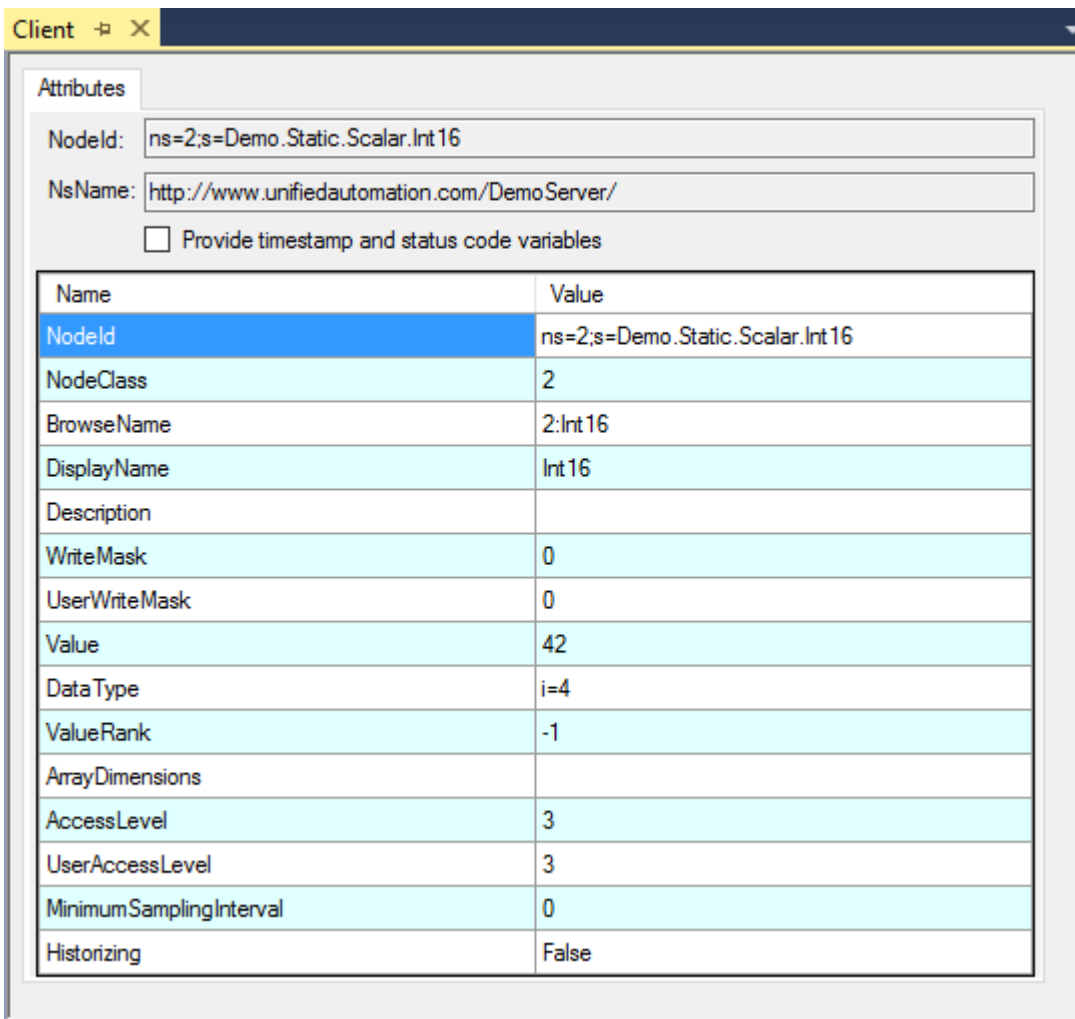 Client
Attributes
NodeId: ns=2;s=Demo.Static.Scalar.Int16
NsName: http://www.unifiedautomation.com/DemoServer/
Provide timestamp and status code variables
Name Value
NodeId ns=2;s=Demo.Static.Scalar.Int16
NodeClass 2
BrowseName 2:Int16
DisplayName Int16
Description
WriteMask 0
UserWriteMask 0
Value 42
DataType i=4
ValueRank -1
ArrayDimensions
AccessLevel 3
UserAccessLevel 3
MinimumSamplingInterval 0
Historizing False